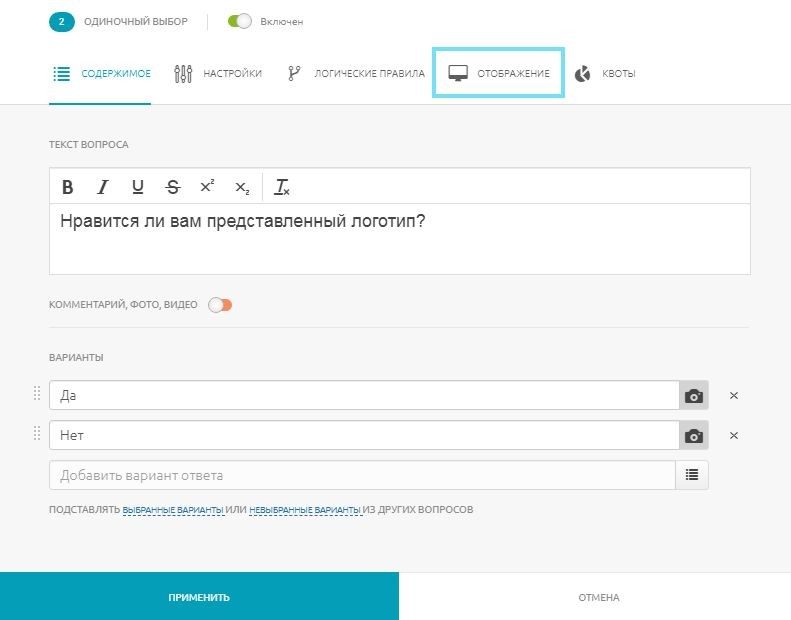 2 ОДИНОЧНЫЙ ВЫБОР Включен
СОДЕРЖИМОЕ НАСТРОЙКИ ЛОГИЧЕСКИЕ ПРАВИЛА ОТОБРАЖЕНИЕ КВОТЫ
ТЕКСТ ВОПРОСА
B I U S x² x₂ Tx
Нравится ли вам представленный логотип?
КОММЕНТАРИЙ, ФОТО, ВИДЕО
ВАРИАНТЫ
Да
Нет
Добавить вариант ответа
ПОДСТАВЛЯТЬ ВЫБРАННЫЕ ВАРИАНТЫ ИЛИ НЕВЫБРАННЫЕ ВАРИАНТЫ ИЗ ДРУГИХ ВОПРОСОВ
ПРИМЕНИТЬ ОТМЕНА